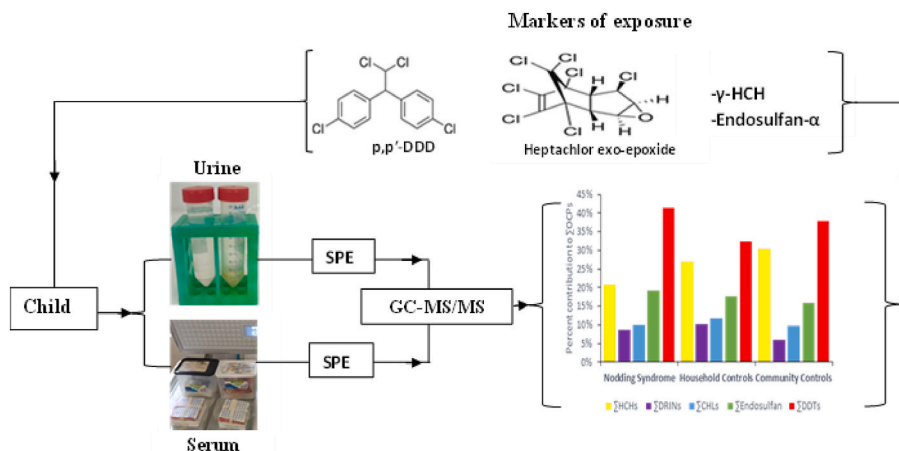 Markers of exposure
Cl Cl
Cl Cl
p,p'-DDD
Cl
Cl
Cl
H
Cl
Cl
Cl
Cl
H
H
H
O
Heptachlor exo-epoxide
-γ-HCH
-Endosulfan-α
Urine
SPE
Child
GC-MS/MS
SPE
Serum
Percent contribution to ∑OCPs
45%
40%
35%
30%
25%
20%
15%
10%
5%
0%
Nodding Syndrome Household Controls Community Controls
∑HCHs ∑DRINs ∑CHLs ∑Endosulfan ∑DDTs